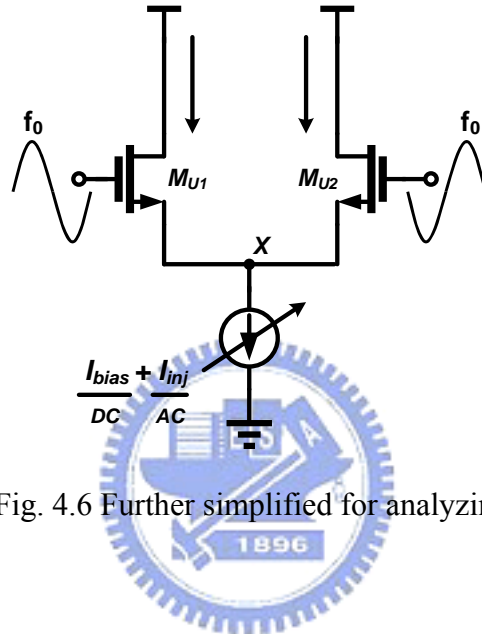 f0 f0
MU1 MU2
X
Ibias + Iinj
DC AC
Fig. 4.6 Further simplified for analyzin
1896